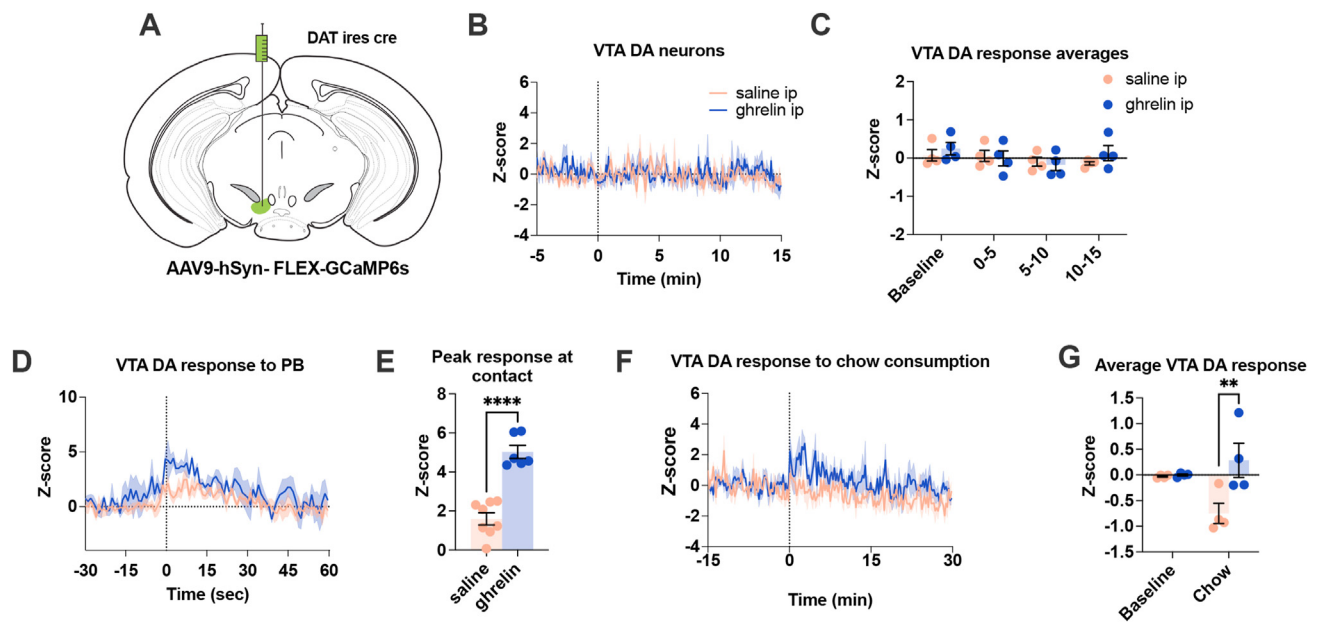 A
DAT ires cre
AAV9-hSyn- FLEX-GCaMP6s
B
VTA DA neurons
saline ip
ghrelin ip
Z-score
6
4
2
0
-2
-4
-5
0
5
10
15
Time (min)
C
VTA DA response averages
saline ip
ghrelin ip
Z-score
2
1
0
-1
-2
Baseline
0-5
5-10
10-15
D
VTA DA response to PB
Z-score
10
5
0
-30
-15
0
15
30
45
60
Time (sec)
E
Peak response at
contact
****
Z-score
8
6
4
2
0
saline
ghrelin
F
VTA DA response to chow consumption
Z-score
6
4
2
0
-2
-4
-15
0
15
30
Time (min)
G
Average VTA DA response
**
Z-score
1.5
1.0
0.5
0.0
-0.5
-1.0
-1.5
Baseline
Chow